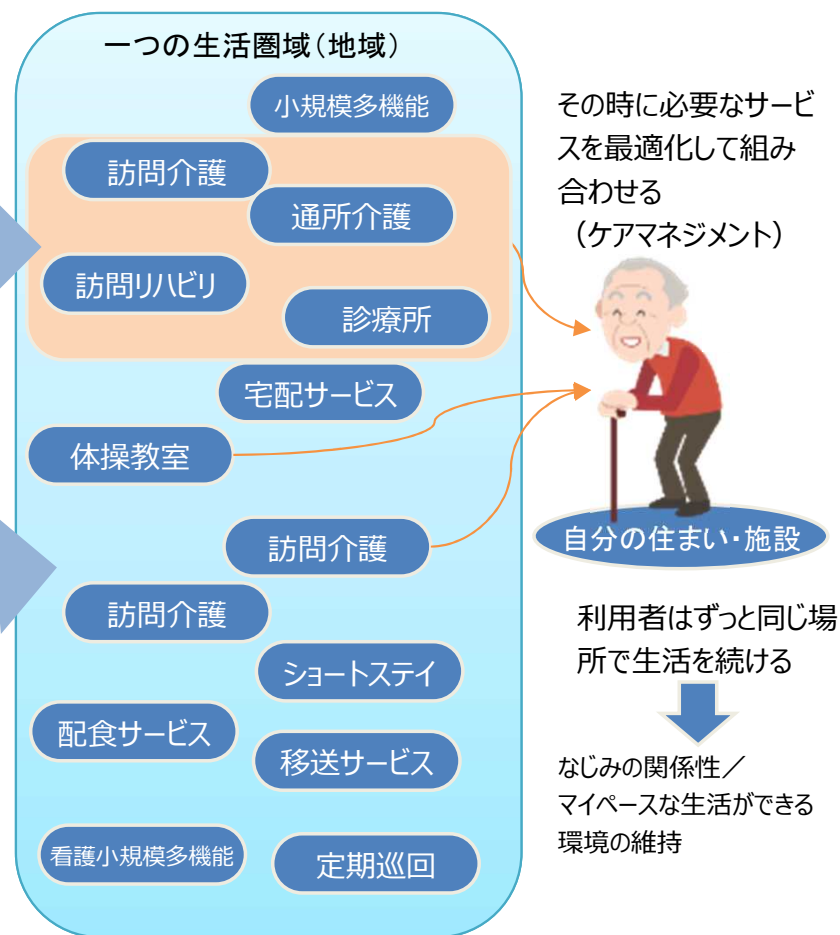 一つの生活圏域（地域）
小規模多機能
訪問介護
通所介護
訪問リハビリ
診療所
宅配サービス
体操教室
訪問介護
訪問介護
ショートステイ
配食サービス
移送サービス
看護小規模多機能
定期巡回
その時に必要なサービ
スを最適化して組み
合わせる
（ケアマネジメント）
自分の住まい・施設
利用者はずっと同じ場
所で生活を続ける
なじみの関係性／
マイペースな生活ができる
環境の維持